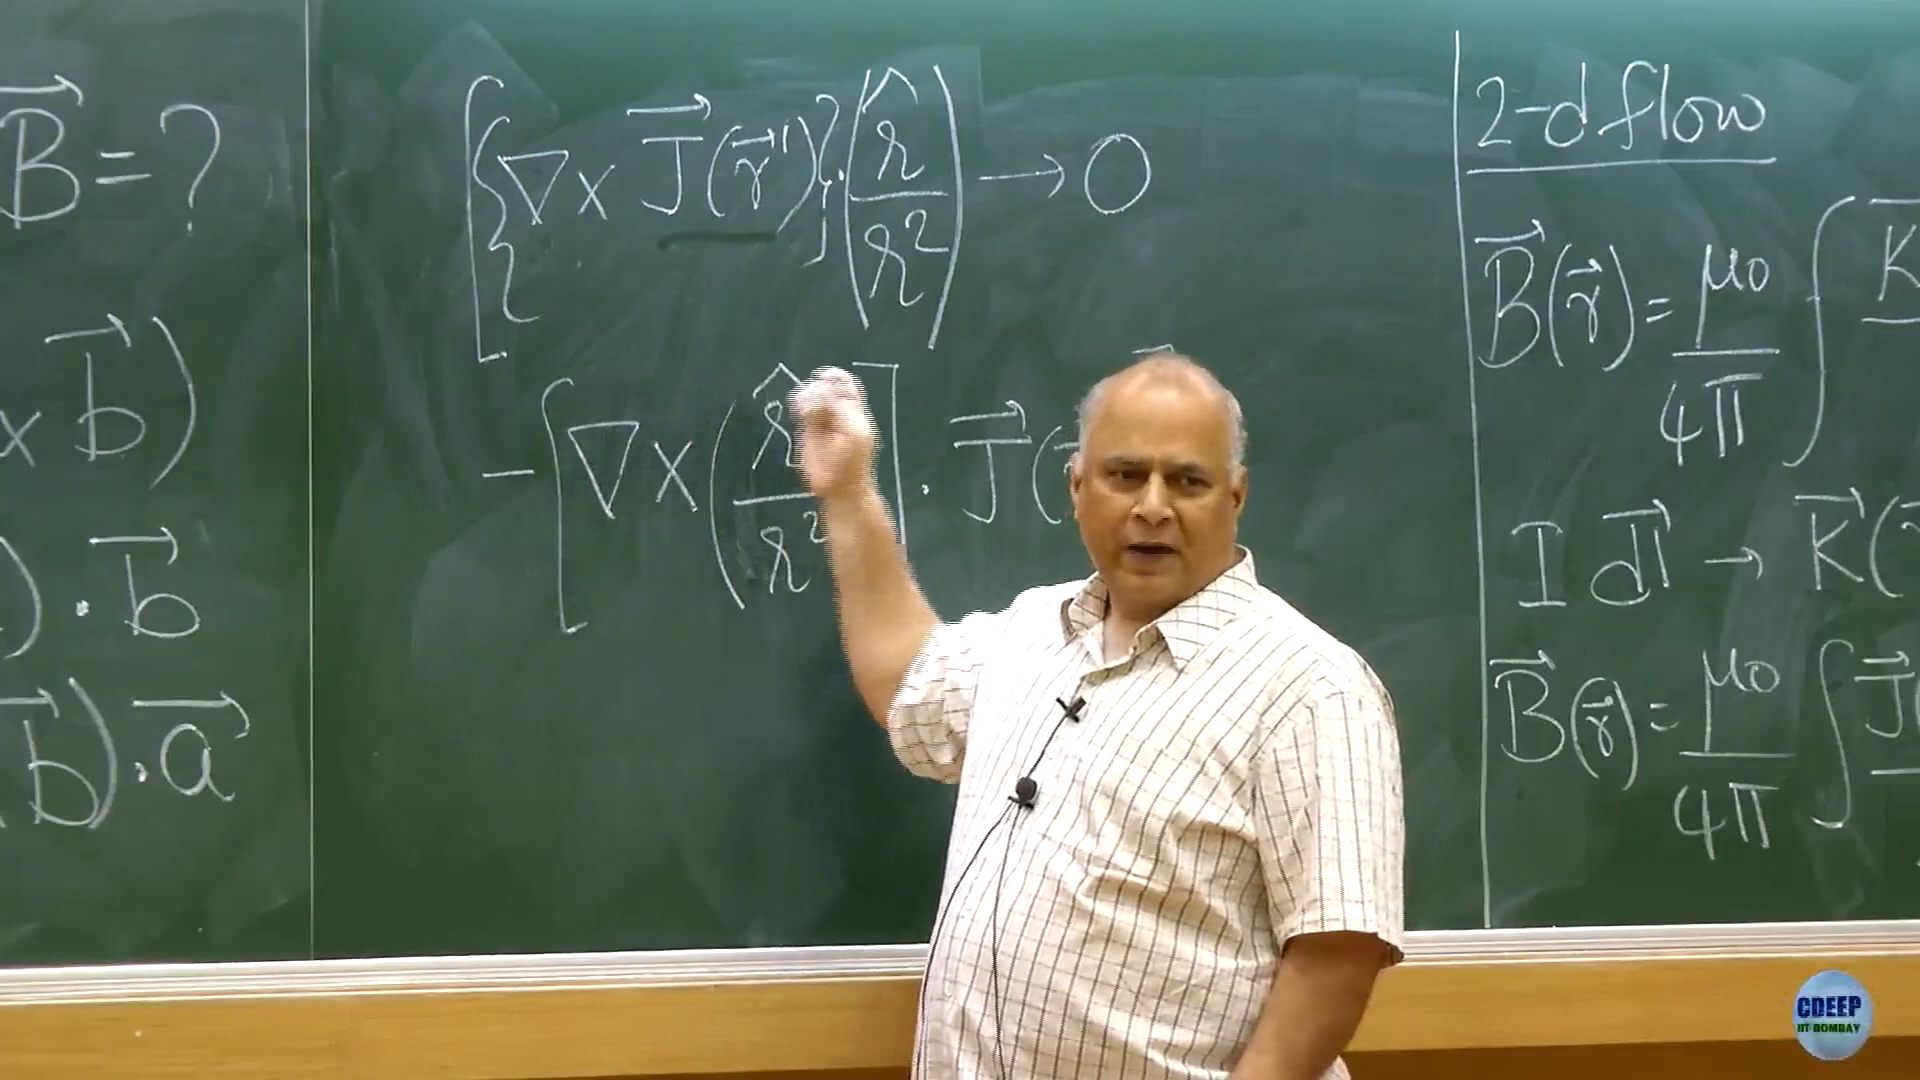 B⃗ = ?
× b⃗)
) · b⃗
b⃗) · a⃗
[{∇ × J⃗(r⃗')} · (r̂/r²) → 0
- [∇ × (r̂/r²)] · J⃗(
2-d flow
B⃗(r⃗) = μ₀/4π ∫ K⃗
I dl⃗ → K⃗(
B⃗(r⃗) = μ₀/4π ∫ J⃗(
CDEEP
IIT BOMBAY